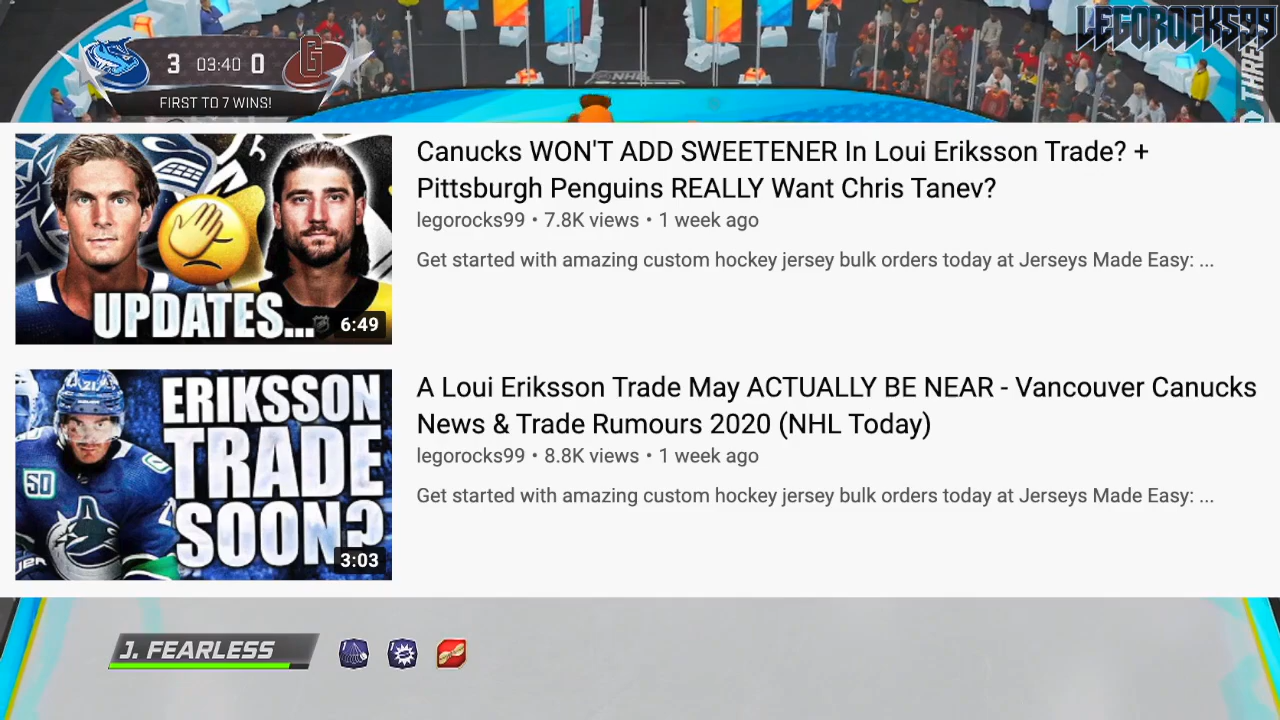 LEGOROCKS99
3 03:40 0
G
FIRST TO 7 WINS!
NHL
THRE
Canucks WON'T ADD SWEETENER In Loui Eriksson Trade? +
Pittsburgh Penguins REALLY Want Chris Tanev?
legorocks99 • 7.8K views • 1 week ago
Get started with amazing custom hockey jersey bulk orders today at Jerseys Made Easy: ...
UPDATES...
6:49
A Loui Eriksson Trade May ACTUALLY BE NEAR - Vancouver Canucks
News & Trade Rumours 2020 (NHL Today)
legorocks99 • 8.8K views • 1 week ago
Get started with amazing custom hockey jersey bulk orders today at Jerseys Made Easy: ...
21
50
ERIKSSON
TRADE
SOON?
3:03
J. FEARLESS